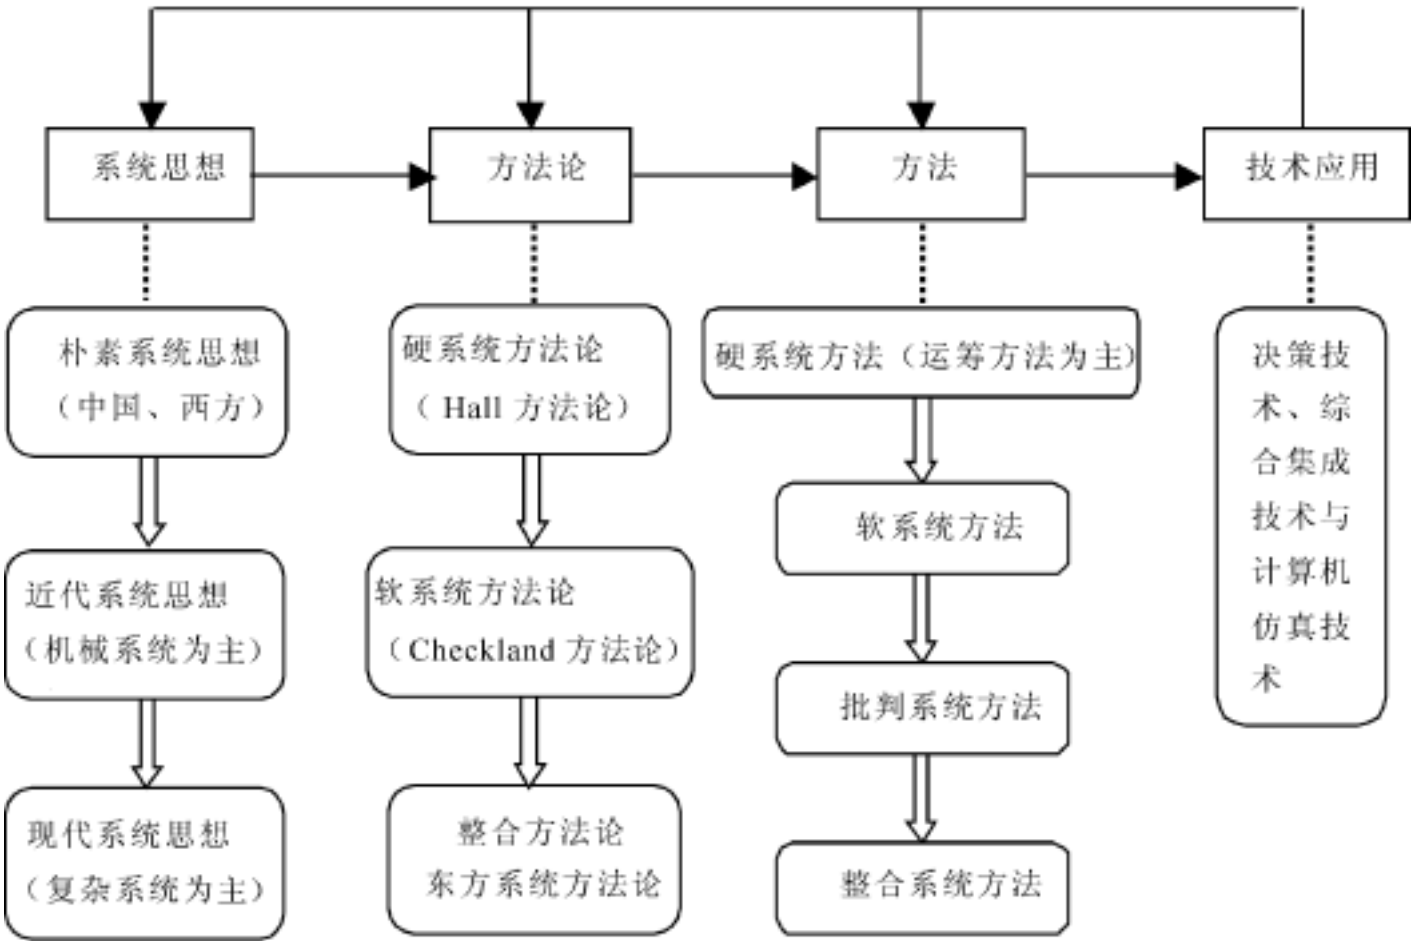 系统思想
方法论
方法
技术应用
朴素系统思想
（中国、西方）
近代系统思想
（机械系统为主）
现代系统思想
（复杂系统为主）
硬系统方法论
（ Hall 方法论）
软系统方法论
（Checkland 方法论）
整合方法论
东方系统方法论
硬系统方法（运筹方法为主）
软系统方法
批判系统方法
整合系统方法
决策技
术、综
合集成
技术与
计算机
仿真技
术